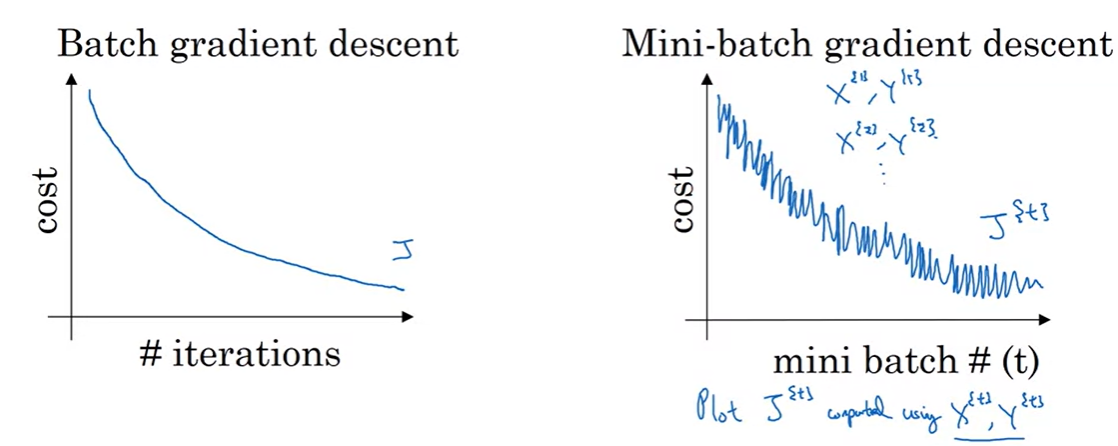 Batch gradient descent
cost
J
# iterations
Mini-batch gradient descent
X^{1}, Y^{1}
X^{2}, Y^{2}.
⋮
cost
J^{t}
mini batch # (t)
Plot J^{t} computed using X^{t}, Y^{t}